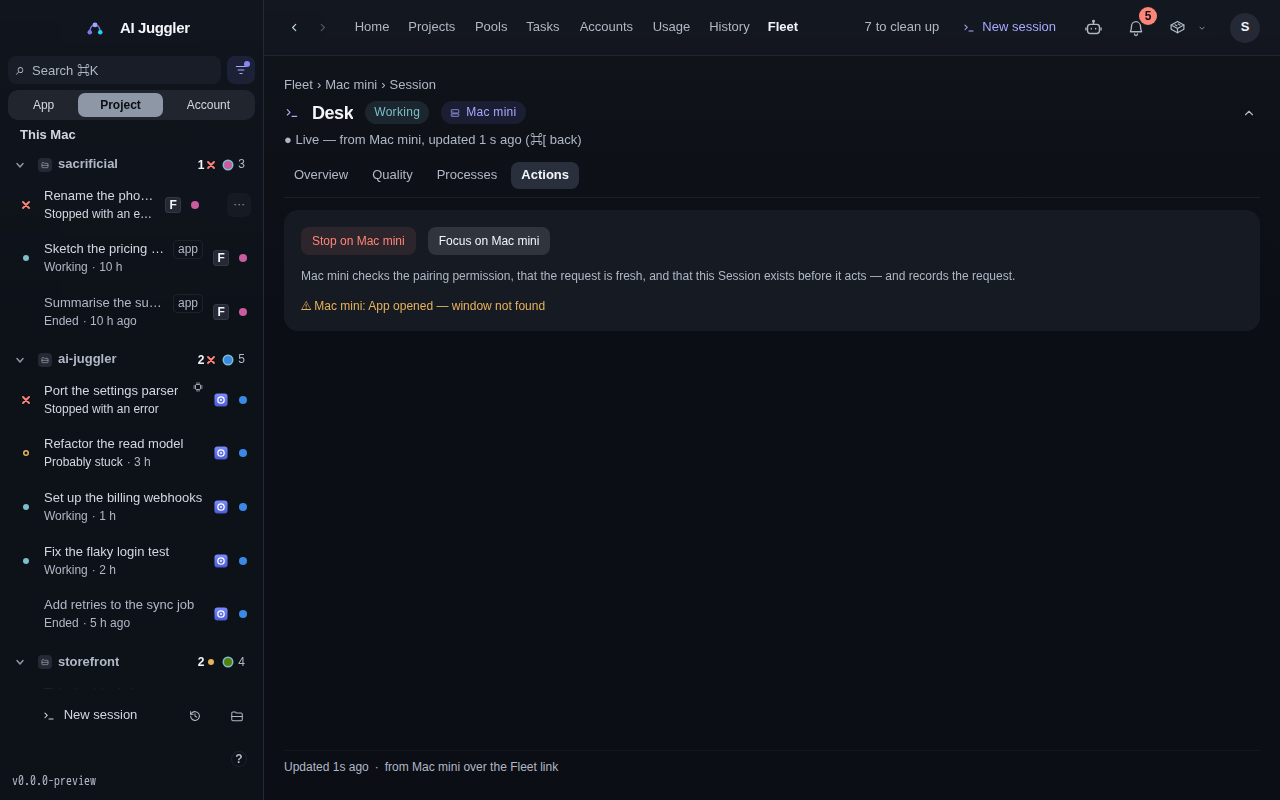 AI Juggler
Search ⌘K
App Project Account
This Mac
sacrificial 1 3
Rename the pho… F
Stopped with an e…
Sketch the pricing … app F
Working · 10 h
Summarise the su… app F
Ended · 10 h ago
ai-juggler 2 5
Port the settings parser
Stopped with an error
Refactor the read model
Probably stuck · 3 h
Set up the billing webhooks
Working · 1 h
Fix the flaky login test
Working · 2 h
Add retries to the sync job
Ended · 5 h ago
storefront 2 4
New session
?
v0.0.0-preview
Home Projects Pools Tasks Accounts Usage History Fleet 7 to clean up New session 5 S
Fleet › Mac mini › Session
Desk Working Mac mini
● Live — from Mac mini, updated 1 s ago (⌘[ back)
Overview Quality Processes Actions
Stop on Mac mini Focus on Mac mini
Mac mini checks the pairing permission, that the request is fresh, and that this Session exists before it acts — and records the request.
⚠ Mac mini: App opened — window not found
Updated 1s ago · from Mac mini over the Fleet link